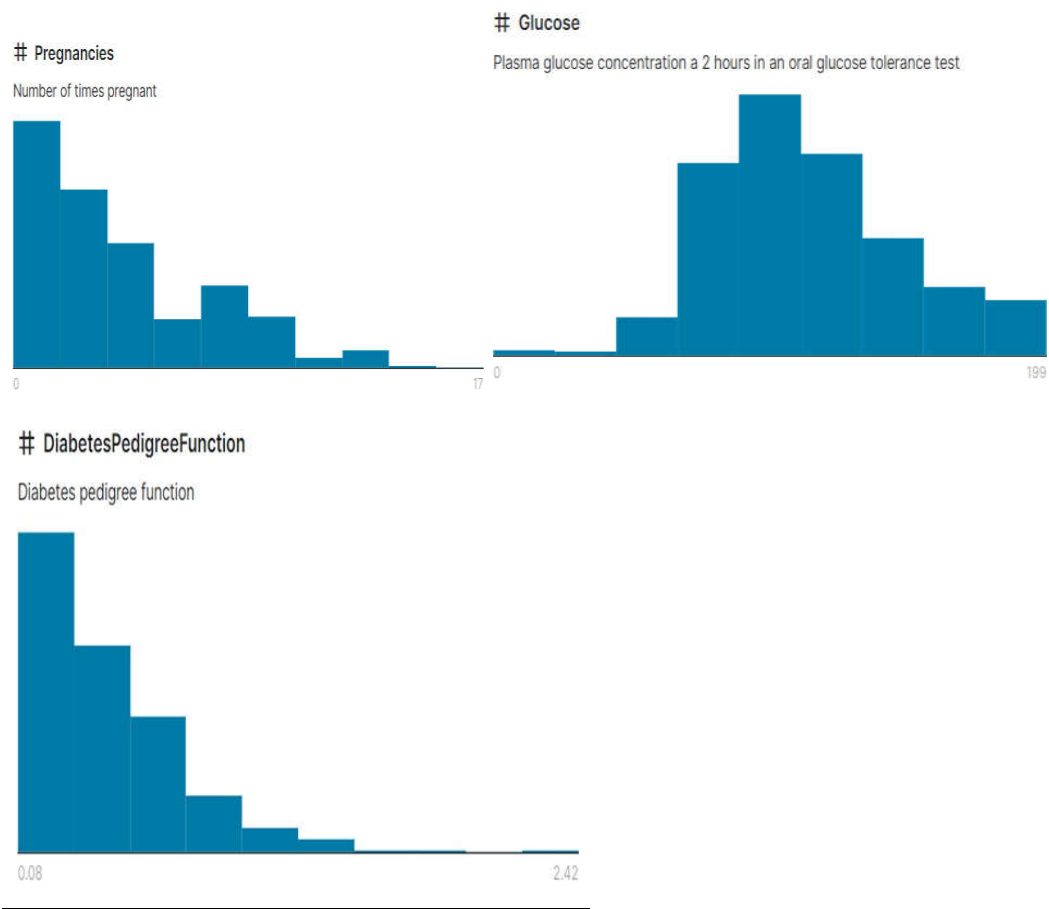 # Pregnancies
Number of times pregnant
0 17
# Glucose
Plasma glucose concentration a 2 hours in an oral glucose tolerance test
0 199
# DiabetesPedigreeFunction
Diabetes pedigree function
0.08 2.42